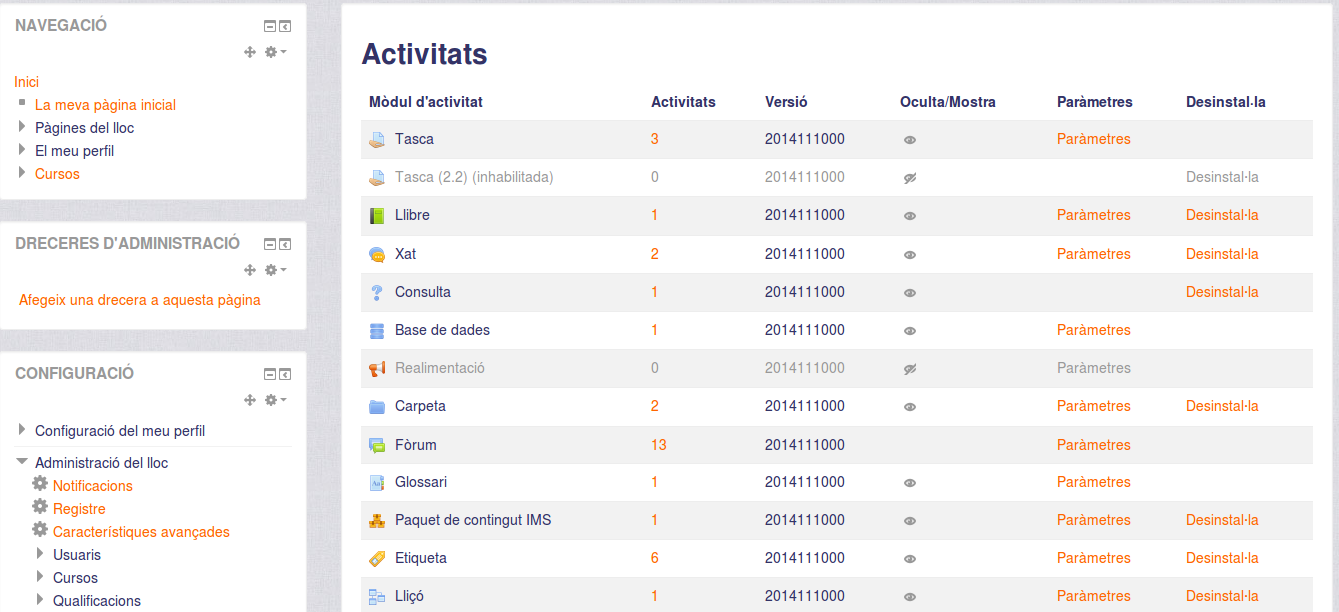 NAVEGACIÓ
Inici
La meva pàgina inicial
Pàgines del lloc
El meu perfil
Cursos
DRECERES D'ADMINISTRACIÓ
Afegeix una drecera a aquesta pàgina
CONFIGURACIÓ
Configuració del meu perfil
Administració del lloc
Notificacions
Registre
Característiques avançades
Usuaris
Cursos
Qualificacions
Activitats
Mòdul d'activitat Activitats Versió Oculta/Mostra Paràmetres Desinstal·la
Tasca 3 2014111000 Paràmetres
Tasca (2.2) (inhabilitada) 0 2014111000 Desinstal·la
Llibre 1 2014111000 Paràmetres Desinstal·la
Xat 2 2014111000 Paràmetres Desinstal·la
Consulta 1 2014111000 Desinstal·la
Base de dades 1 2014111000 Paràmetres
Realimentació 0 2014111000 Paràmetres
Carpeta 2 2014111000 Paràmetres Desinstal·la
Fòrum 13 2014111000 Paràmetres
Glossari 1 2014111000 Paràmetres
Paquet de contingut IMS 1 2014111000 Paràmetres Desinstal·la
Etiqueta 6 2014111000 Paràmetres Desinstal·la
Lliçó 1 2014111000 Paràmetres Desinstal·la